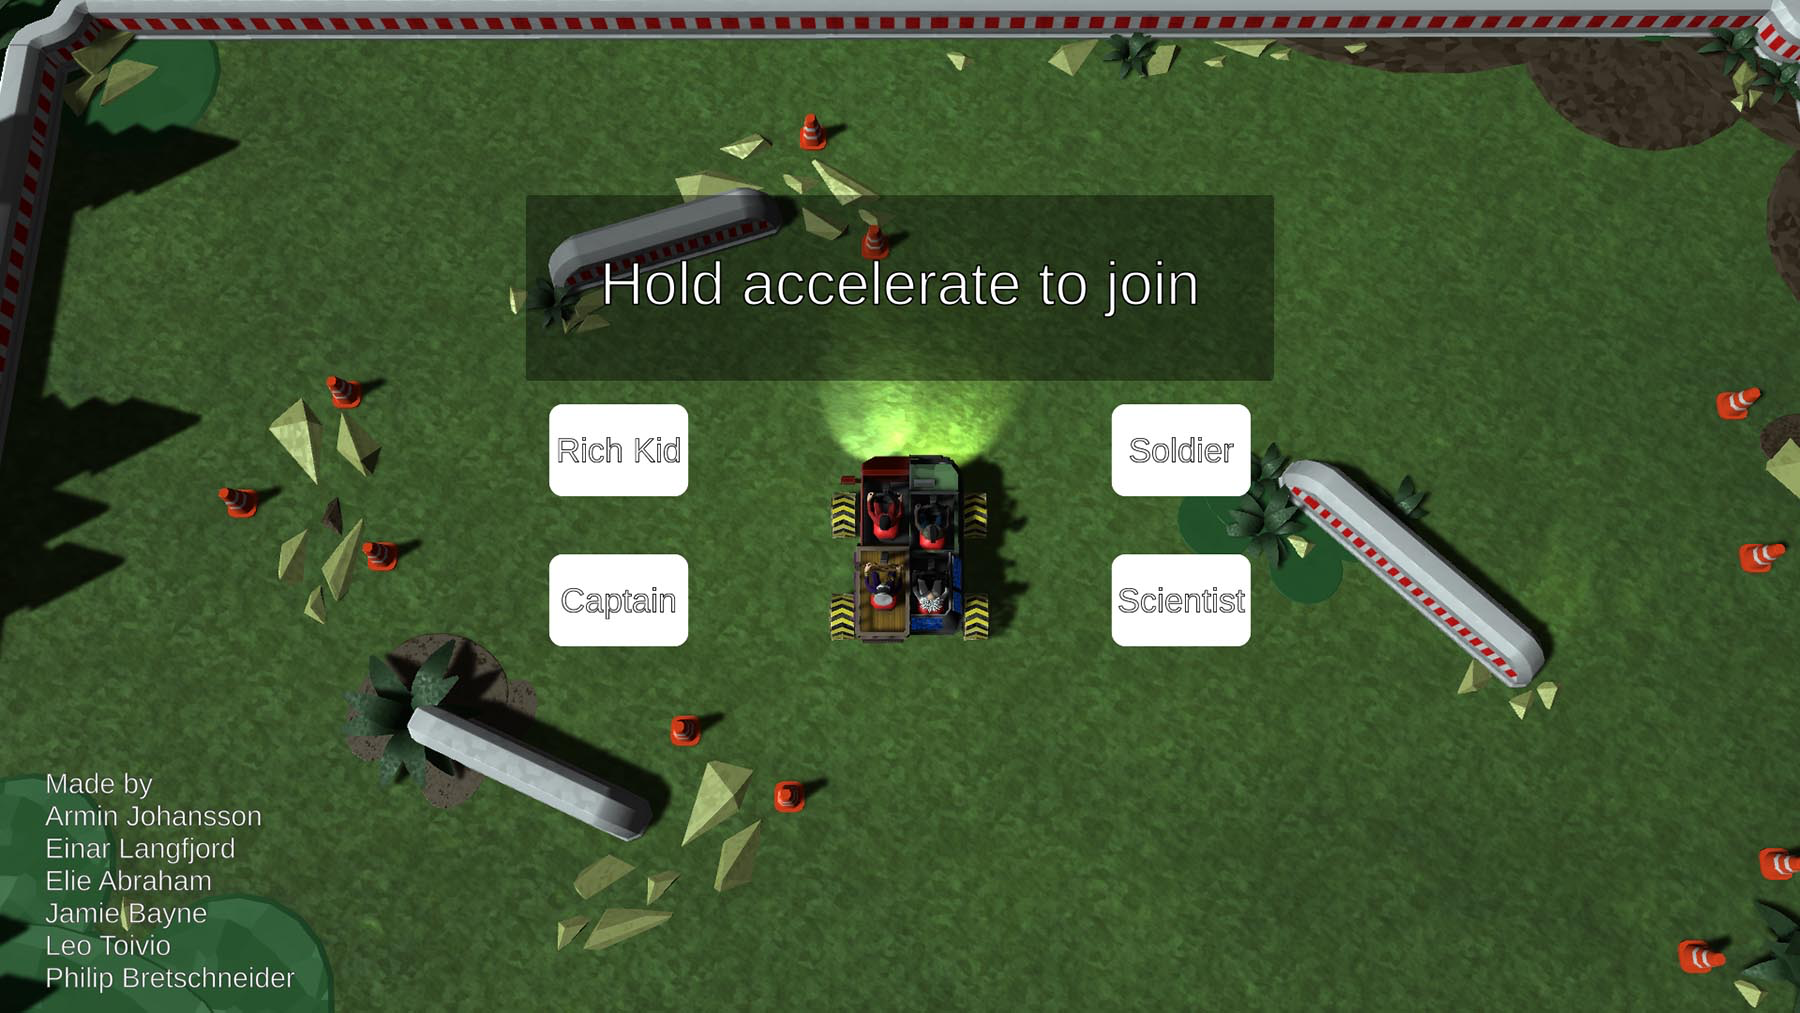 Hold accelerate to join
Rich Kid
Soldier
Captain
Scientist
Made by
Armin Johansson
Einar Langfjord
Elie Abraham
Jamie Bayne
Leo Toivio
Philip Bretschneider